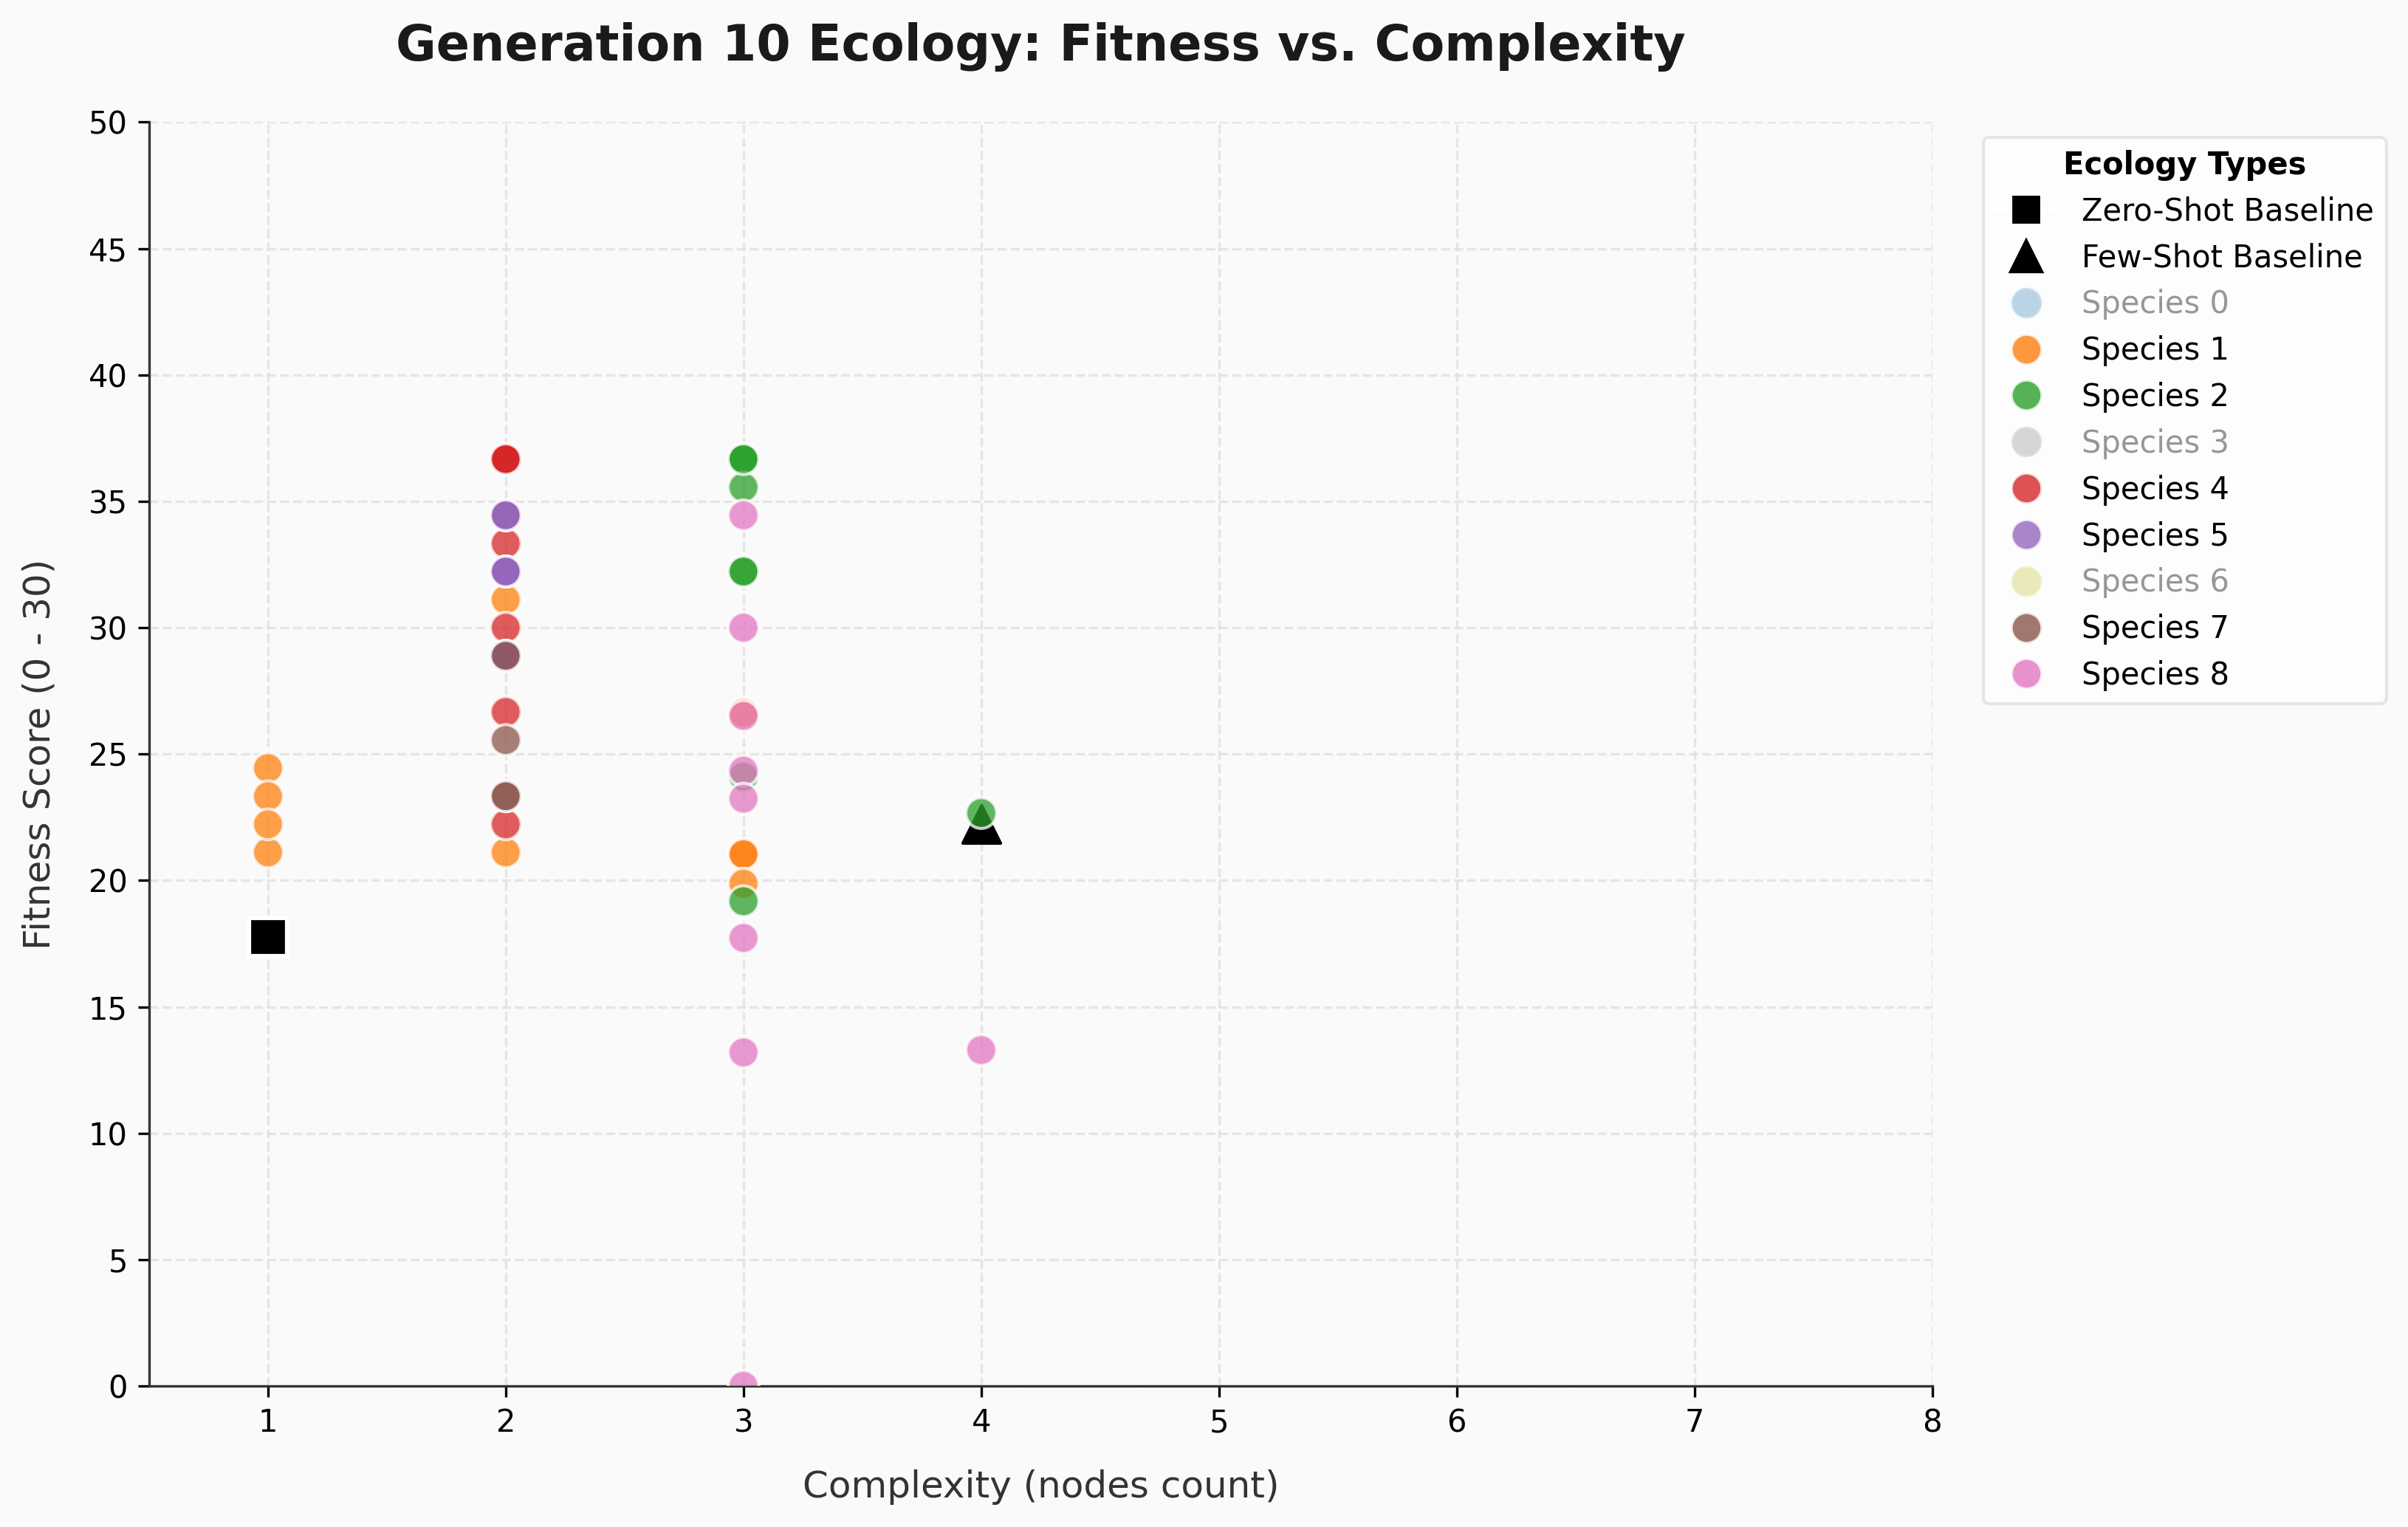 Generation 10 Ecology: Fitness vs. Complexity
50
45
40
35
30
25
20
15
10
5
0
Fitness Score (0 - 30)
1 2 3 4 5 6 7 8
Complexity (nodes count)
Ecology Types
Zero-Shot Baseline
Few-Shot Baseline
Species 0
Species 1
Species 2
Species 3
Species 4
Species 5
Species 6
Species 7
Species 8